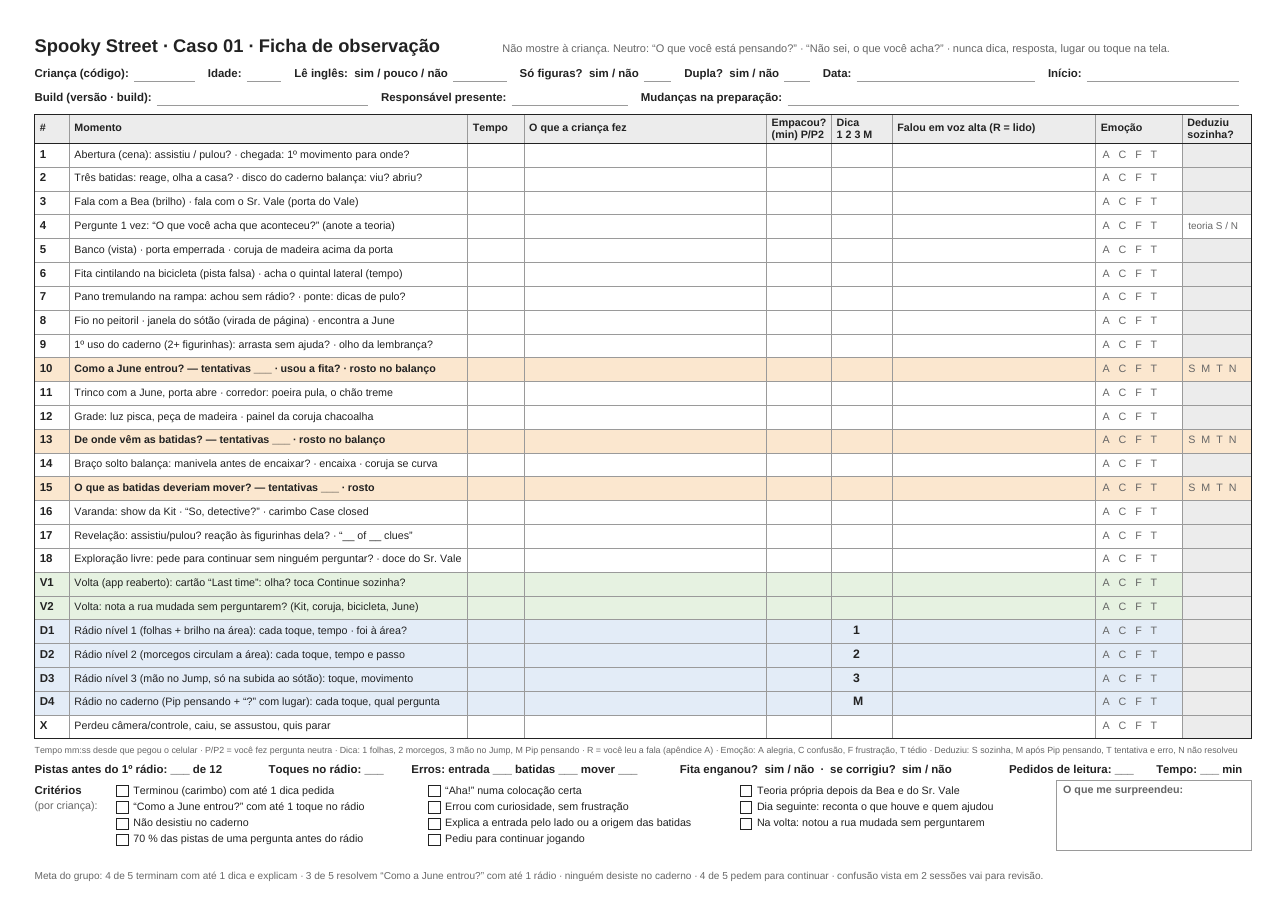 Spooky Street · Caso 01 · Ficha de observação
Não mostre à criança. Neutro: “O que você está pensando?” · “Não sei, o que você acha?” · nunca dica, resposta, lugar ou toque na tela.
Criança (código): Idade: Lê inglês: sim / pouco / não Só figuras? sim / não Dupla? sim / não Data: Início:
Build (versão · build): Responsável presente: Mudanças na preparação:
# Momento Tempo O que a criança fez Empacou? (min) P/P2 Dica 1 2 3 M Falou em voz alta (R = lido) Emoção Deduziu sozinha?
1 Abertura (cena): assistiu / pulou? · chegada: 1º movimento para onde? A C F T
2 Três batidas: reage, olha a casa? · disco do caderno balança: viu? abriu? A C F T
3 Fala com a Bea (brilho) · fala com o Sr. Vale (porta do Vale) A C F T
4 Pergunte 1 vez: “O que você acha que aconteceu?” (anote a teoria) A C F T teoria S / N
5 Banco (vista) · porta emperrada · coruja de madeira acima da porta A C F T
6 Fita cintilando na bicicleta (pista falsa) · acha o quintal lateral (tempo) A C F T
7 Pano tremulando na rampa: achou sem rádio? · ponte: dicas de pulo? A C F T
8 Fio no peitoril · janela do sótão (virada de página) · encontra a June A C F T
9 1º uso do caderno (2+ figurinhas): arrasta sem ajuda? · olho da lembrança? A C F T
10 Como a June entrou? — tentativas ___ · usou a fita? · rosto no balanço A C F T S M T N
11 Trinco com a June, porta abre · corredor: poeira pula, o chão treme A C F T
12 Grade: luz pisca, peça de madeira · painel da coruja chacoalha A C F T
13 De onde vêm as batidas? — tentativas ___ · rosto no balanço A C F T S M T N
14 Braço solto balança: manivela antes de encaixar? · encaixa · coruja se curva A C F T
15 O que as batidas deveriam mover? — tentativas ___ · rosto A C F T S M T N
16 Varanda: show da Kit · “So, detective?” · carimbo Case closed A C F T
17 Revelação: assistiu/pulou? reação às figurinhas dela? · “__ of __ clues” A C F T
18 Exploração livre: pede para continuar sem ninguém perguntar? · doce do Sr. Vale A C F T
V1 Volta (app reaberto): cartão “Last time”: olha? toca Continue sozinha? A C F T
V2 Volta: nota a rua mudada sem perguntarem? (Kit, coruja, bicicleta, June) A C F T
D1 Rádio nível 1 (folhas + brilho na área): cada toque, tempo · foi à área? 1 A C F T
D2 Rádio nível 2 (morcegos circulam a área): cada toque, tempo e passo 2 A C F T
D3 Rádio nível 3 (mão no Jump, só na subida ao sótão): toque, movimento 3 A C F T
D4 Rádio no caderno (Pip pensando + “?” com lugar): cada toque, qual pergunta M A C F T
X Perdeu câmera/controle, caiu, se assustou, quis parar A C F T
Tempo mm:ss desde que pegou o celular · P/P2 = você fez pergunta neutra · Dica: 1 folhas, 2 morcegos, 3 mão no Jump, M Pip pensando · R = você leu a fala (apêndice A) · Emoção: A alegria, C confusão, F frustração, T tédio · Deduziu: S sozinha, M após Pip pensando, T tentativa e erro, N não resolveu
Pistas antes do 1º rádio: ___ de 12 Toques no rádio: ___ Erros: entrada ___ batidas ___ mover ___ Fita enganou? sim / não · se corrigiu? sim / não Pedidos de leitura: ___ Tempo: ___ min
Critérios
(por criança):
Terminou (carimbo) com até 1 dica pedida
“Como a June entrou?” com até 1 toque no rádio
Não desistiu no caderno
70 % das pistas de uma pergunta antes do rádio
“Aha!” numa colocação certa
Errou com curiosidade, sem frustração
Explica a entrada pelo lado ou a origem das batidas
Pediu para continuar jogando
Teoria própria depois da Bea e do Sr. Vale
Dia seguinte: reconta o que houve e quem ajudou
Na volta: notou a rua mudada sem perguntarem
O que me surpreendeu:
Meta do grupo: 4 de 5 terminam com até 1 dica e explicam · 3 de 5 resolvem “Como a June entrou?” com até 1 rádio · ninguém desiste no caderno · 4 de 5 pedem para continuar · confusão vista em 2 sessões vai para revisão.